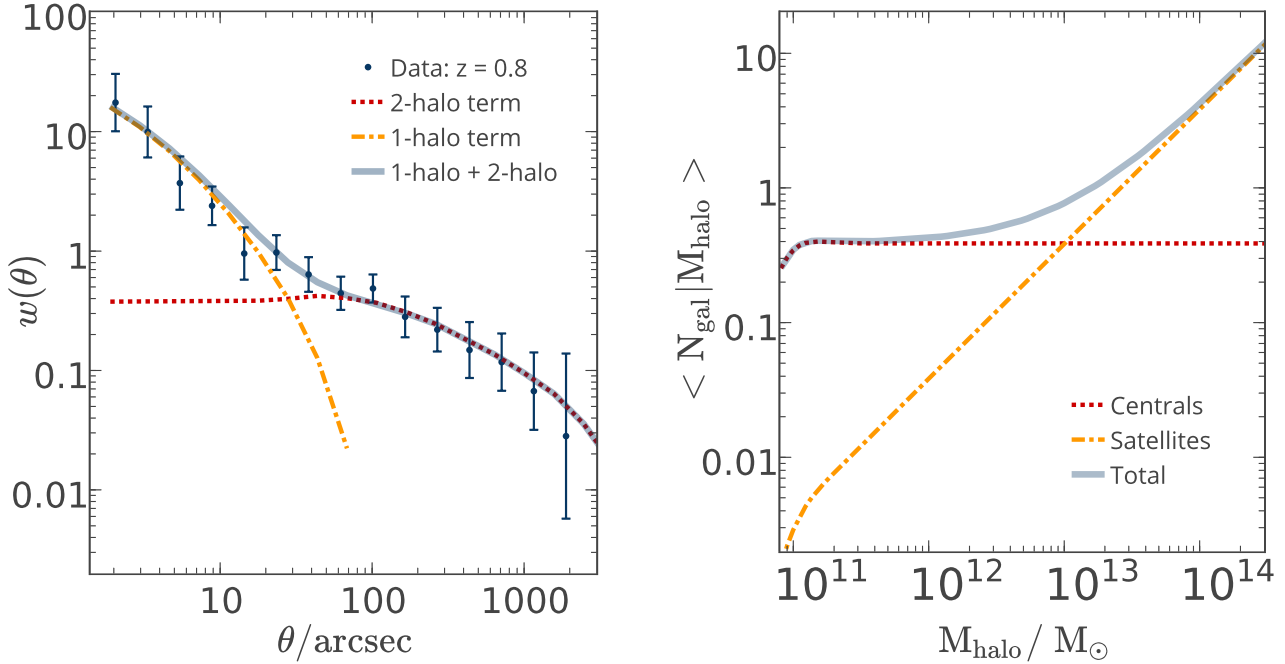 100
10
1
0.1
0.01
w(θ)
10 100 1000
θ/arcsec
Data: z = 0.8
2-halo term
1-halo term
1-halo + 2-halo
10
1
0.1
0.01
< N_gal|M_halo >
10^11 10^12 10^13 10^14
M_halo/ M_⊙
Centrals
Satellites
Total